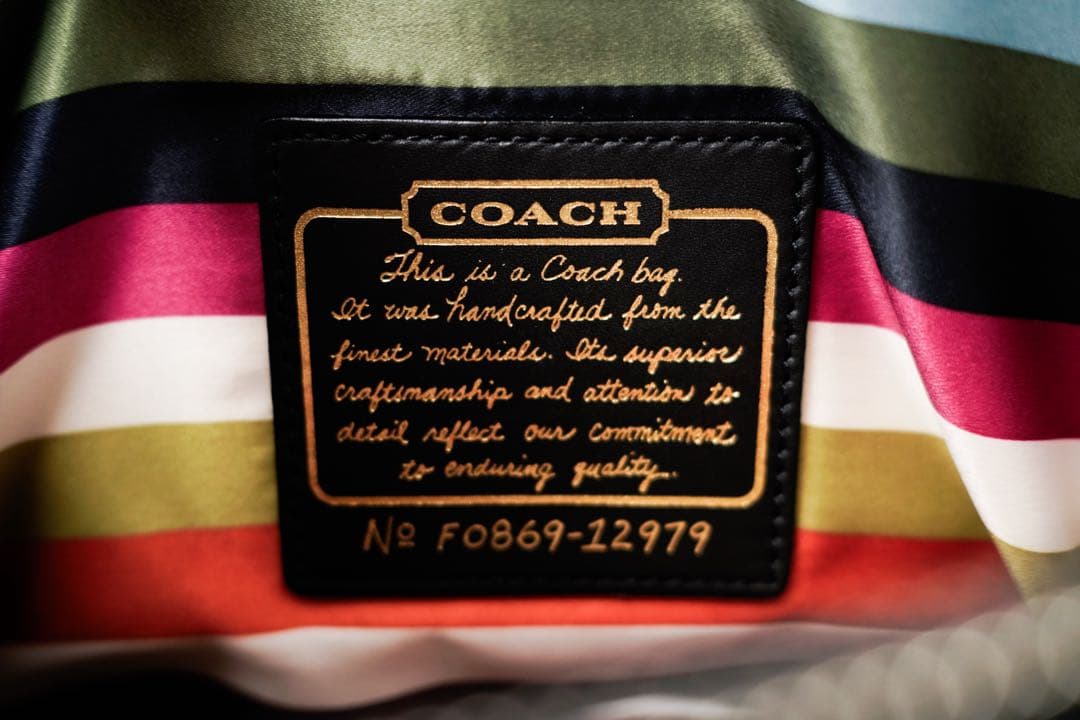 COACH
This is a Coach bag.
It was handcrafted from the
finest materials. Its superior
craftsmanship and attention to
detail reflect our commitment
to enduring quality.
Nº F0869-12979